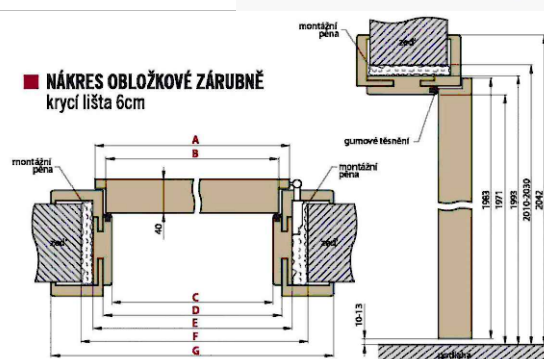 NÁKRES OBLOŽKOVÉ ZÁRUBNĚ
krycí lišta 6cm
montážní
pěna
zeď
gumové těsnění
A
B
montážní
pěna
montážní
pěna
40
zeď
zeď
C
D
E
F
G
1963
1971
1993
2010-2030
2042
10-13
podlaha